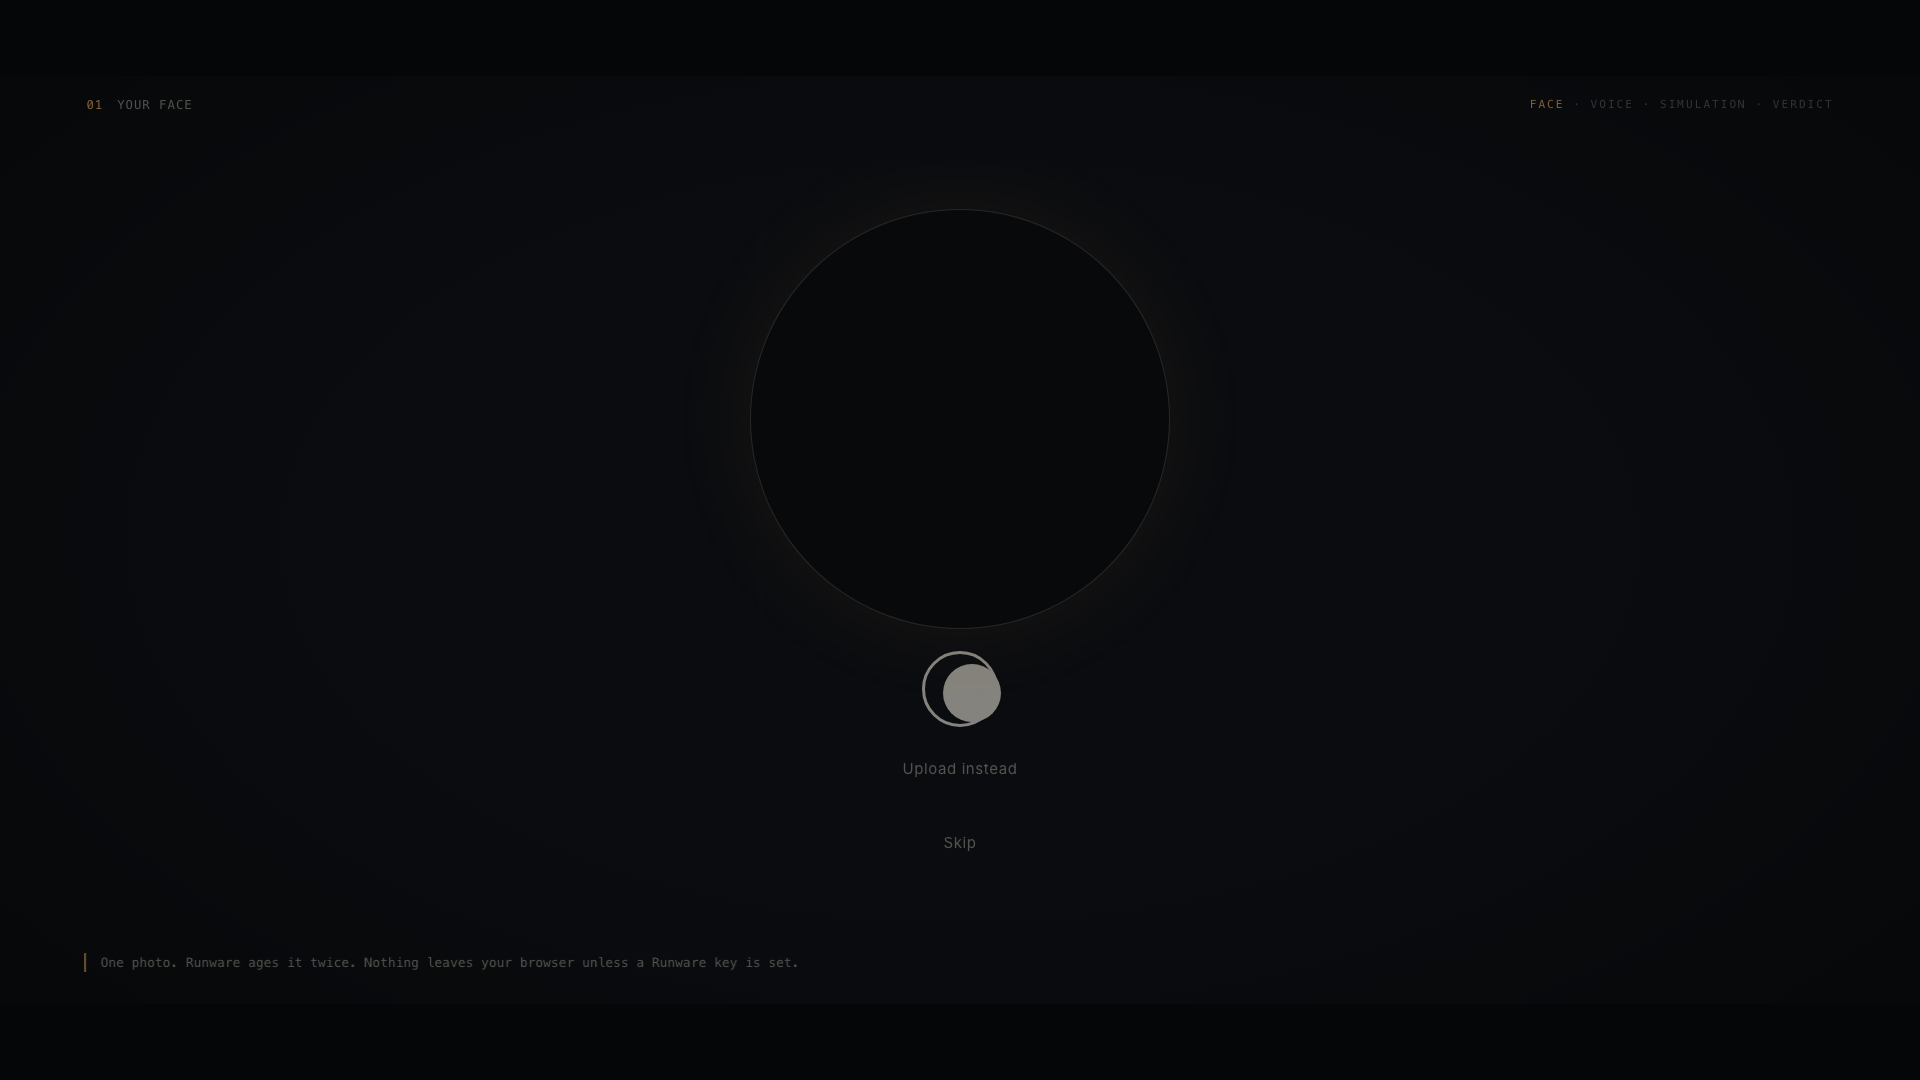 01 YOUR FACE
FACE · VOICE · SIMULATION · VERDICT
Upload instead
Skip
One photo. Runware ages it twice. Nothing leaves your browser unless a Runware key is set.